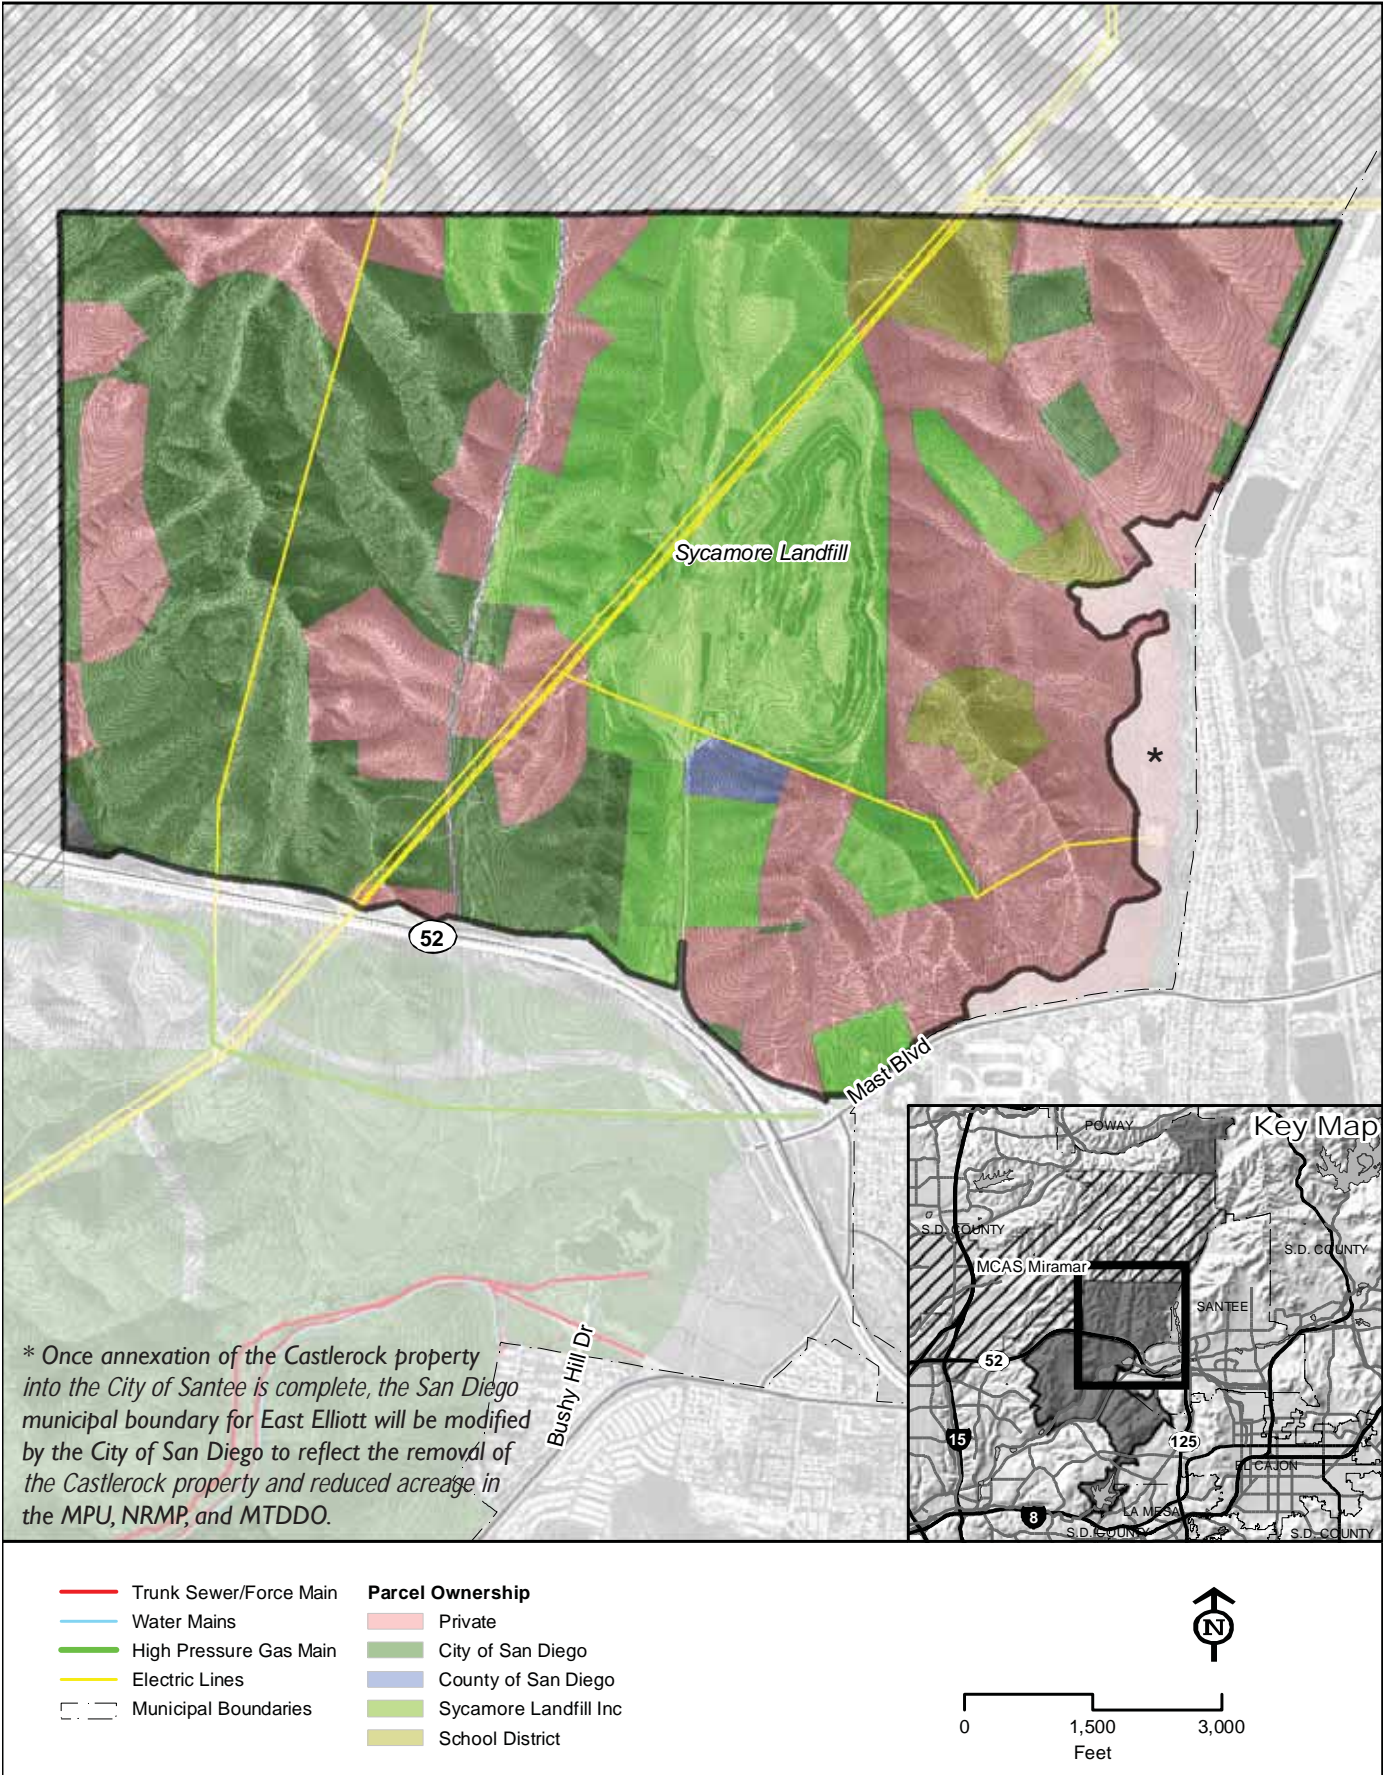 Sycamore Landfill
*
52
Mast Blvd
Bushy Hill Dr
* Once annexation of the Castlerock property
into the City of Santee is complete, the San Diego
municipal boundary for East Elliott will be modified
by the City of San Diego to reflect the removal of
the Castlerock property and reduced acreage in
the MPU, NRMP, and MTDDO.
Key Map
POWAY
S.D. COUNTY
S.D. COUNTY
MCAS Miramar
SANTEE
52
15
125
EL CAJON
8
LA MESA
S.D. COUNTY
S.D. COUNTY
Trunk Sewer/Force Main
Water Mains
High Pressure Gas Main
Electric Lines
Municipal Boundaries
Parcel Ownership
Private
City of San Diego
County of San Diego
Sycamore Landfill Inc
School District
N
0 1,500 3,000
Feet